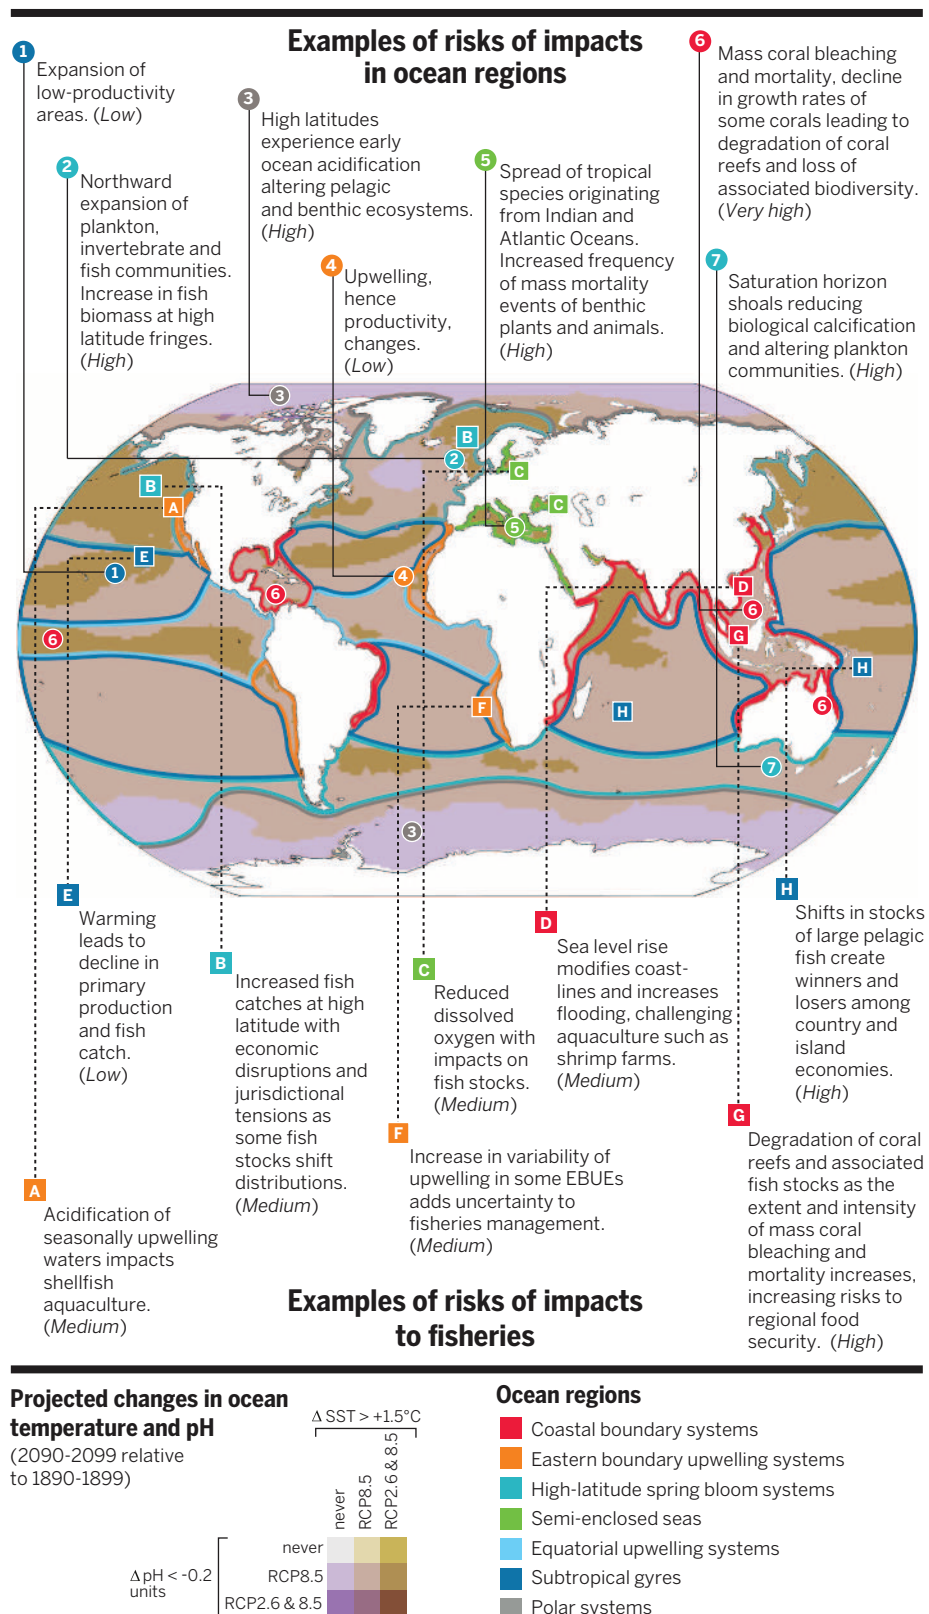 Examples of risks of impacts
in ocean regions
1
Expansion of
low-productivity
areas. (Low)
2
Northward
expansion of
plankton,
invertebrate and
fish communities.
Increase in fish
biomass at high
latitude fringes.
(High)
3
High latitudes
experience early
ocean acidification
altering pelagic
and benthic ecosystems.
(High)
4
Upwelling,
hence
productivity,
changes.
(Low)
5
Spread of tropical
species originating
from Indian and
Atlantic Oceans.
Increased frequency
of mass mortality
events of benthic
plants and animals.
(High)
6
Mass coral bleaching
and mortality, decline
in growth rates of
some corals leading to
degradation of coral
reefs and loss of
associated biodiversity.
(Very high)
7
Saturation horizon
shoals reducing
biological calcification
and altering plankton
communities. (High)
3
B
2
C
B
A
C
5
E
1
4
6
D
6
6
G
H
6
F
H
7
3
E
Warming
leads to
decline in
primary
production
and fish
catch.
(Low)
B
Increased fish
catches at high
latitude with
economic
disruptions and
jurisdictional
tensions as
some fish
stocks shift
distributions.
(Medium)
C
Reduced
dissolved
oxygen with
impacts on
fish stocks.
(Medium)
D
Sea level rise
modifies coast-
lines and increases
flooding, challenging
aquaculture such as
shrimp farms.
(Medium)
H
Shifts in stocks
of large pelagic
fish create
winners and
losers among
country and
island
economies.
(High)
A
Acidification of
seasonally upwelling
waters impacts
shellfish
aquaculture.
(Medium)
F
Increase in variability of
upwelling in some EBUEs
adds uncertainty to
fisheries management.
(Medium)
G
Degradation of coral
reefs and associated
fish stocks as the
extent and intensity
of mass coral
bleaching and
mortality increases,
increasing risks to
regional food
security. (High)
Examples of risks of impacts
to fisheries
Projected changes in ocean
temperature and pH
(2090-2099 relative
to 1890-1899)
Δ SST > +1.5°C
never
RCP8.5
RCP2.6 & 8.5
Δ pH < -0.2
units
never
RCP8.5
RCP2.6 & 8.5
Ocean regions
Coastal boundary systems
Eastern boundary upwelling systems
High-latitude spring bloom systems
Semi-enclosed seas
Equatorial upwelling systems
Subtropical gyres
Polar systems